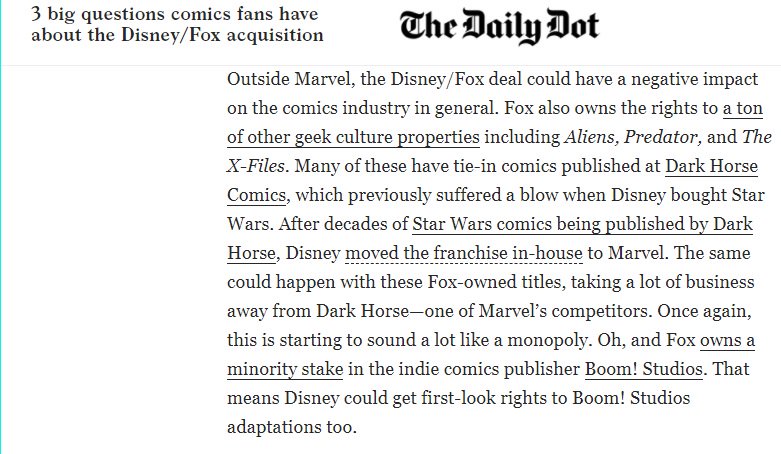 3 big questions comics fans have
about the Disney/Fox acquisition
The Daily Dot
Outside Marvel, the Disney/Fox deal could have a negative impact
on the comics industry in general. Fox also owns the rights to a ton
of other geek culture properties including Aliens, Predator, and The
X-Files. Many of these have tie-in comics published at Dark Horse
Comics, which previously suffered a blow when Disney bought Star
Wars. After decades of Star Wars comics being published by Dark
Horse, Disney moved the franchise in-house to Marvel. The same
could happen with these Fox-owned titles, taking a lot of business
away from Dark Horse—one of Marvel’s competitors. Once again,
this is starting to sound a lot like a monopoly. Oh, and Fox owns a
minority stake in the indie comics publisher Boom! Studios. That
means Disney could get first-look rights to Boom! Studios
adaptations too.